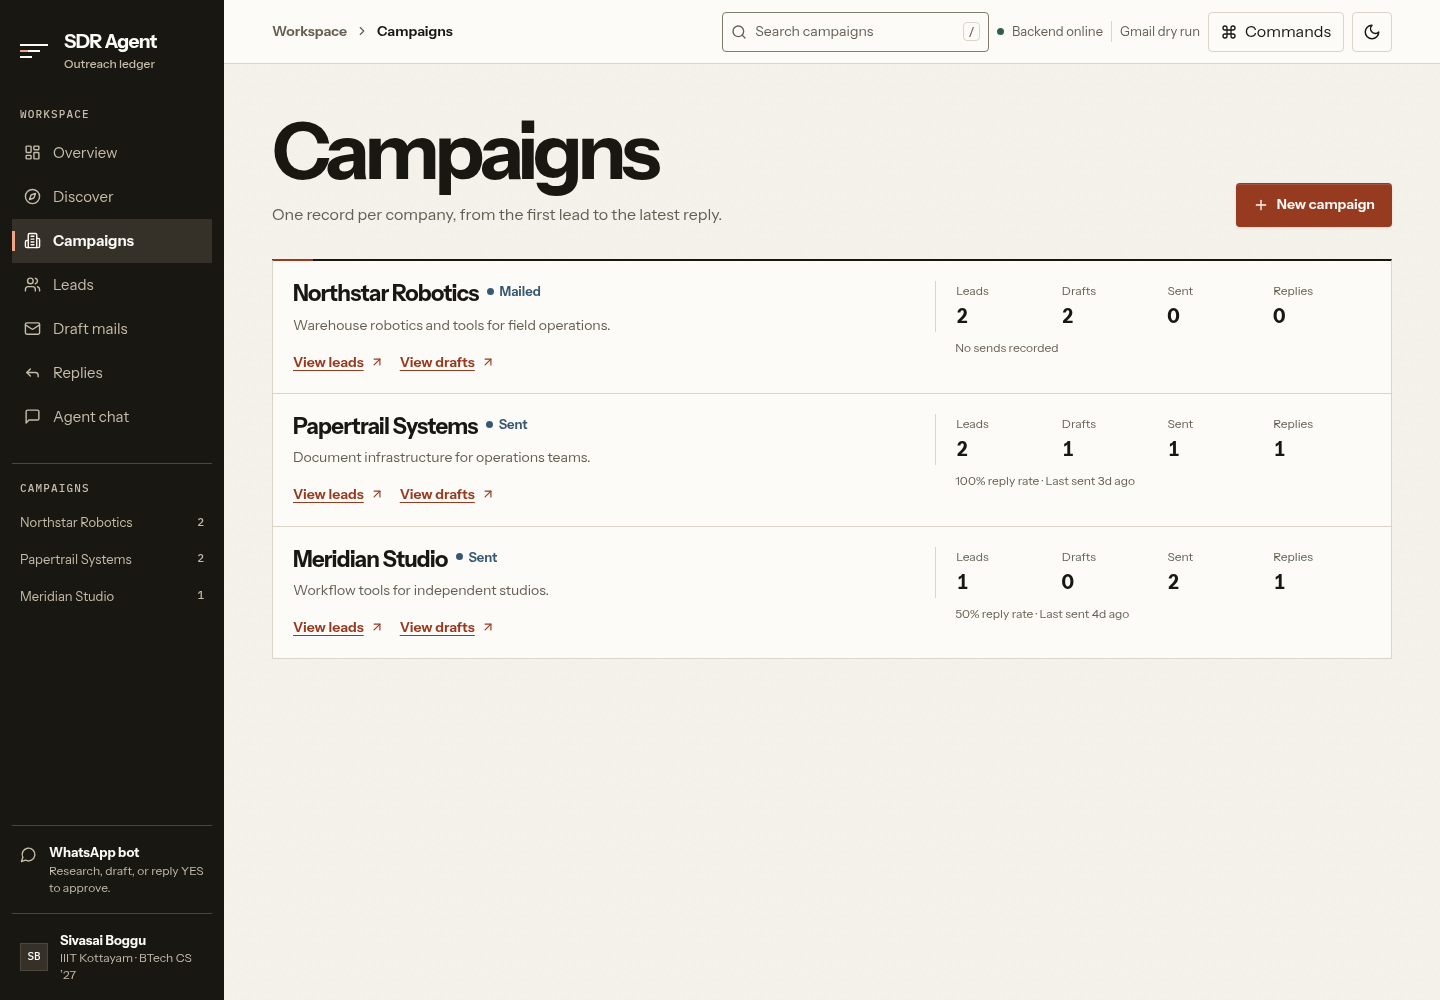 SDR Agent
Outreach ledger
WORKSPACE
Overview
Discover
Campaigns
Leads
Draft mails
Replies
Agent chat
CAMPAIGNS
Northstar Robotics 2
Papertrail Systems 2
Meridian Studio 1
WhatsApp bot
Research, draft, or reply YES
to approve.
SB
Sivasai Boggu
IIIT Kottayam · BTech CS
'27
Workspace > Campaigns
Search campaigns /
Backend online
Gmail dry run
⌘ Commands
Campaigns
One record per company, from the first lead to the latest reply.
+ New campaign
Northstar Robotics Mailed
Warehouse robotics and tools for field operations.
View leads ↗ View drafts ↗
Leads Drafts Sent Replies
2 2 0 0
No sends recorded
Papertrail Systems Sent
Document infrastructure for operations teams.
View leads ↗ View drafts ↗
Leads Drafts Sent Replies
2 1 1 1
100% reply rate · Last sent 3d ago
Meridian Studio Sent
Workflow tools for independent studios.
View leads ↗ View drafts ↗
Leads Drafts Sent Replies
1 0 2 1
50% reply rate · Last sent 4d ago